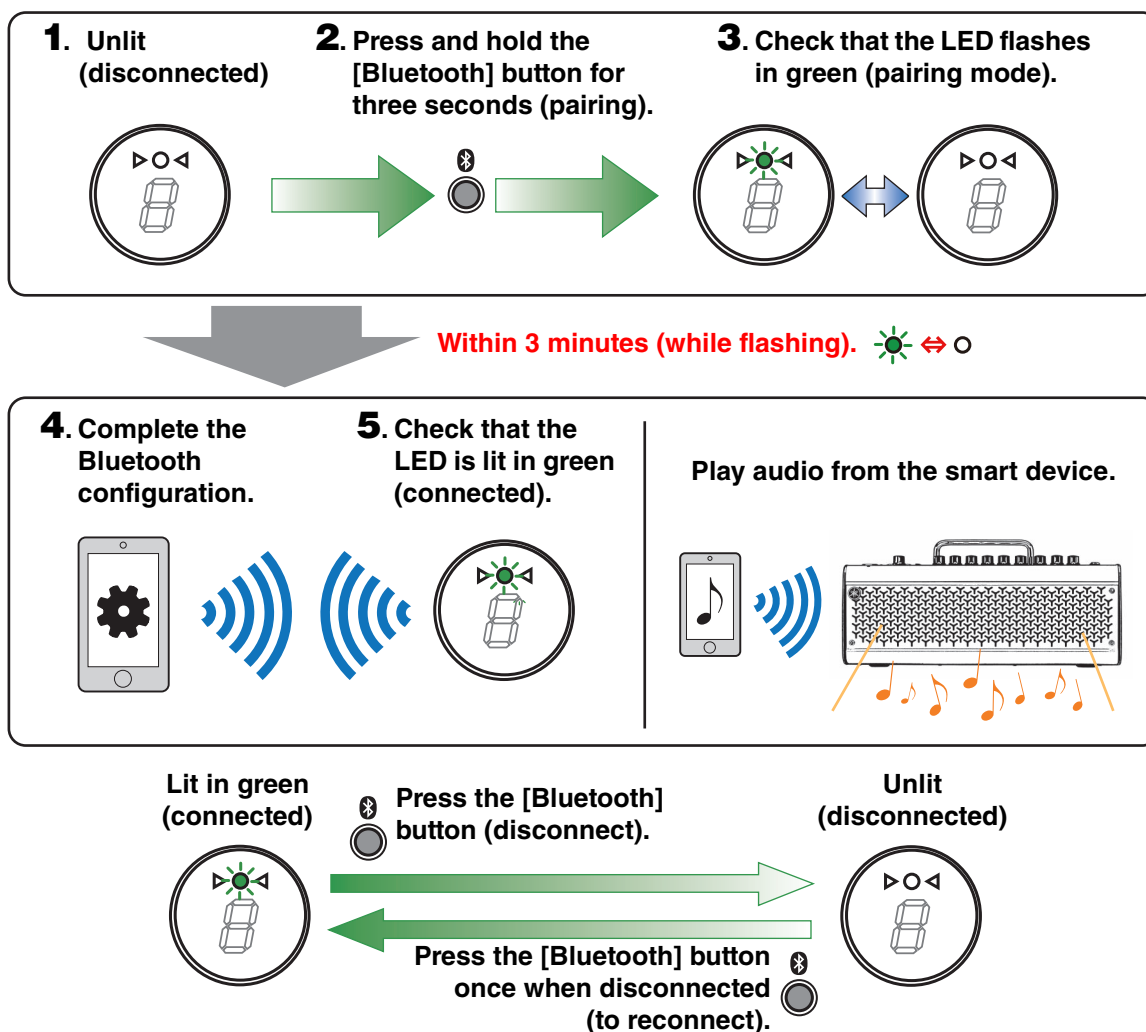 1. Unlit
(disconnected)
2. Press and hold the
[Bluetooth] button for
three seconds (pairing).
3. Check that the LED flashes
in green (pairing mode).
Within 3 minutes (while flashing).
4. Complete the
Bluetooth
configuration.
5. Check that the
LED is lit in green
(connected).
Play audio from the smart device.
Lit in green
(connected)
Press the [Bluetooth]
button (disconnect).
Unlit
(disconnected)
Press the [Bluetooth] button
once when disconnected
(to reconnect).